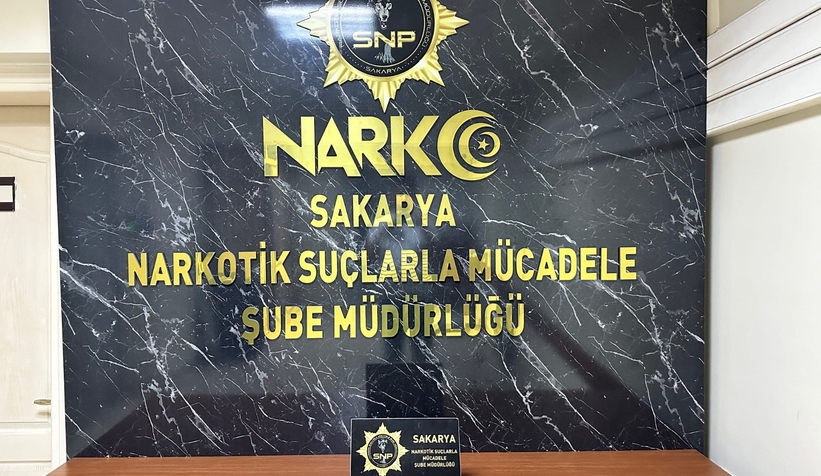 SNP
SAKARYA
NARKO
SAKARYA
NARKOTİK SUÇLARLA MÜCADELE
ŞUBE MÜDÜRLÜĞÜ
SNP
SAKARYA
NARKOTİK SUÇLARLA
MÜCADELE
ŞUBE MÜDÜRLÜĞÜ